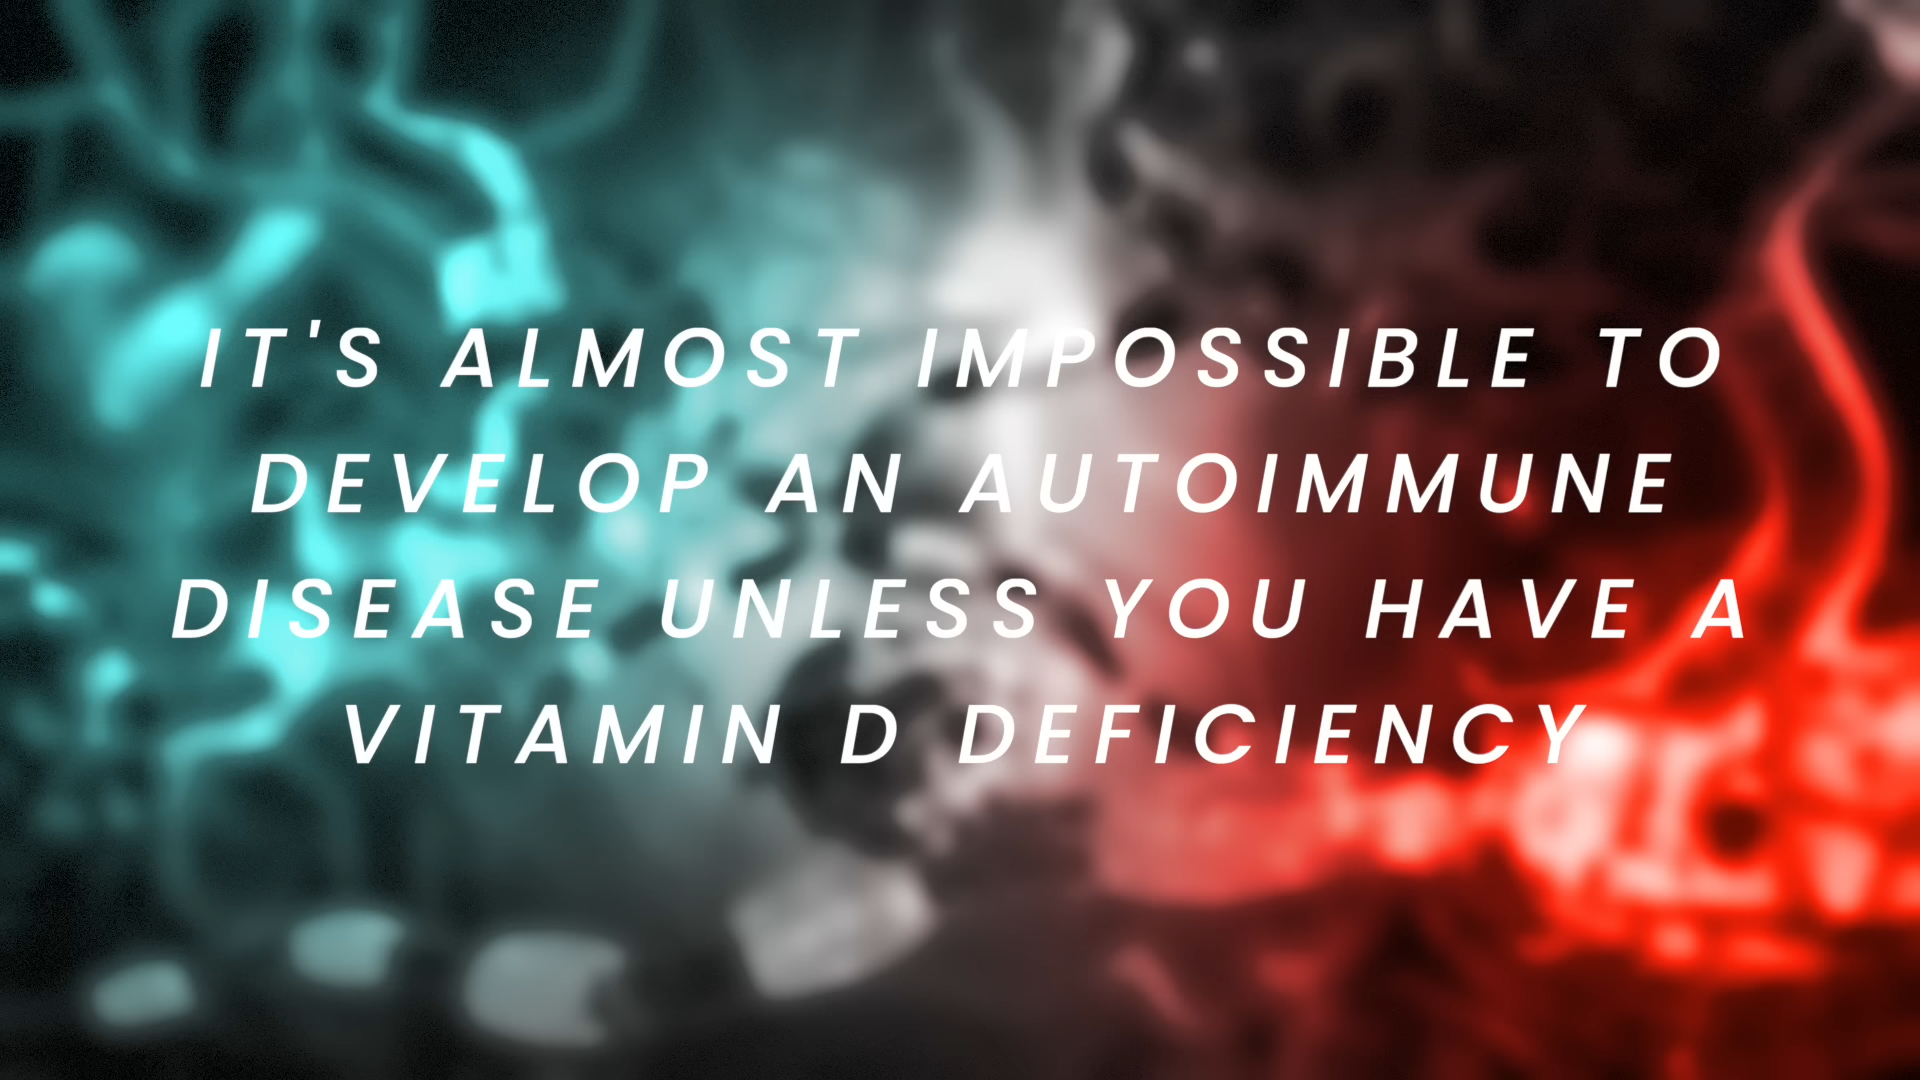 IT'S ALMOST IMPOSSIBLE TO
DEVELOP AN AUTOIMMUNE
DISEASE UNLESS YOU HAVE A
VITAMIN D DEFICIENCY